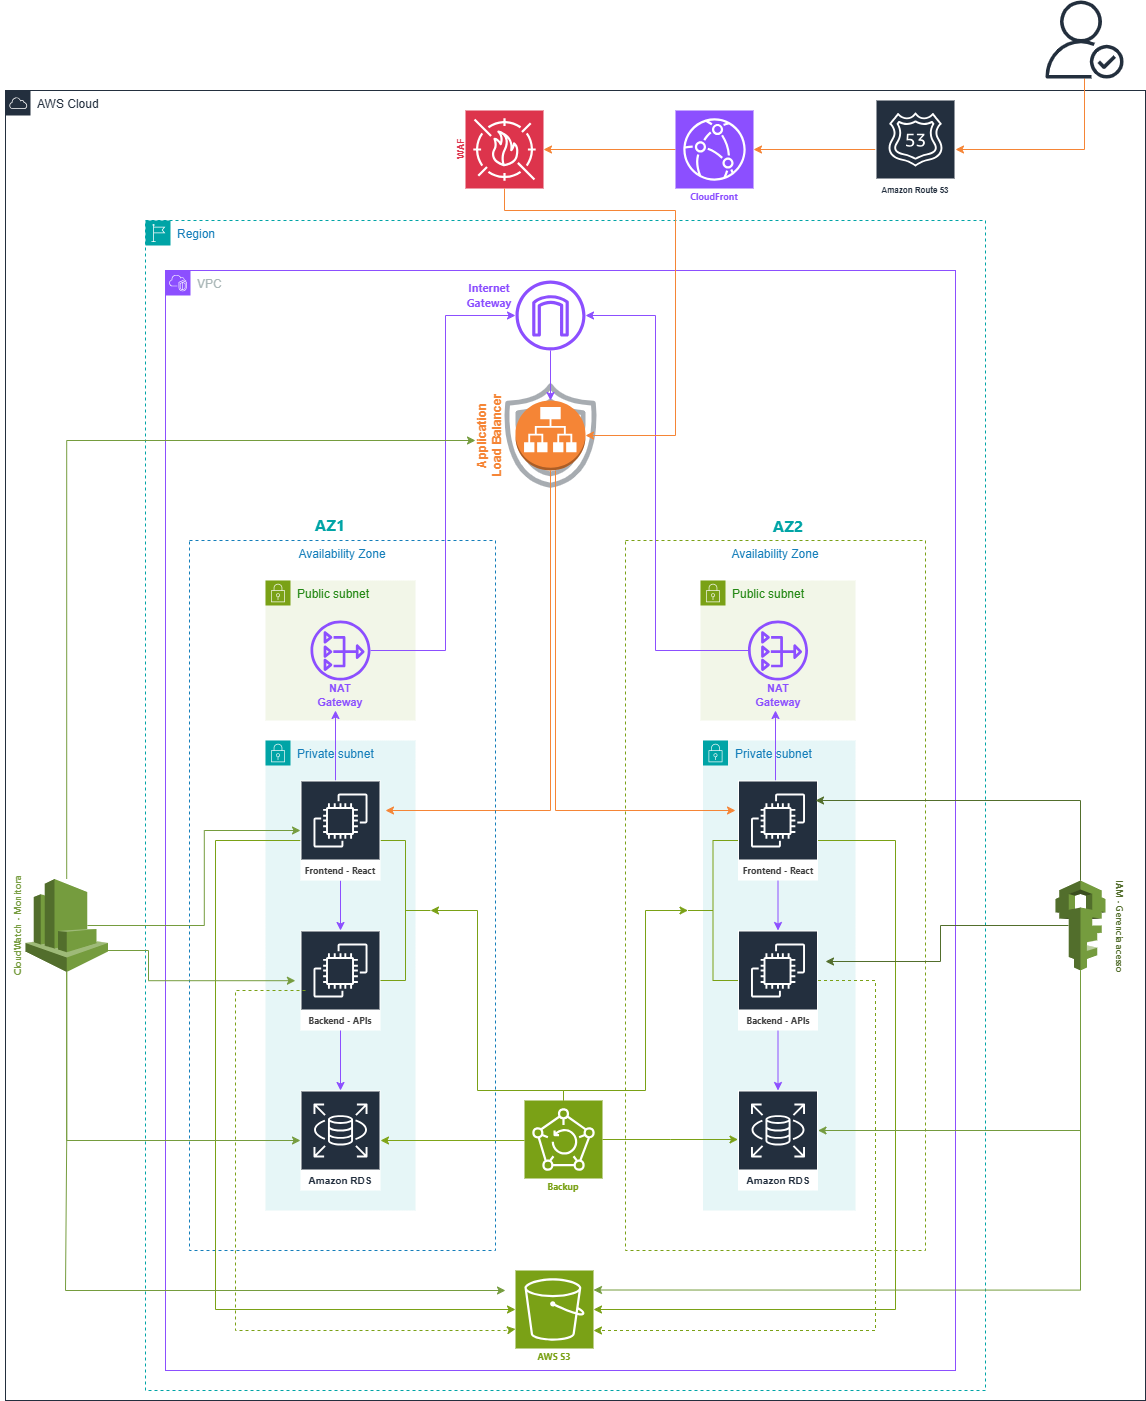 AWS Cloud
WAF
CloudFront
53
Amazon Route 53
Region
VPC
Internet
Gateway
Application
Load Balancer
AZ1
AZ2
Availability Zone
Availability Zone
Public subnet
Public subnet
NAT
Gateway
NAT
Gateway
Private subnet
Private subnet
Frontend - React
Frontend - React
CloudWatch - Monitora
IAM - Gerencia acesso
Backend - APIs
Backend - APIs
Amazon RDS
Amazon RDS
Backup
AWS S3